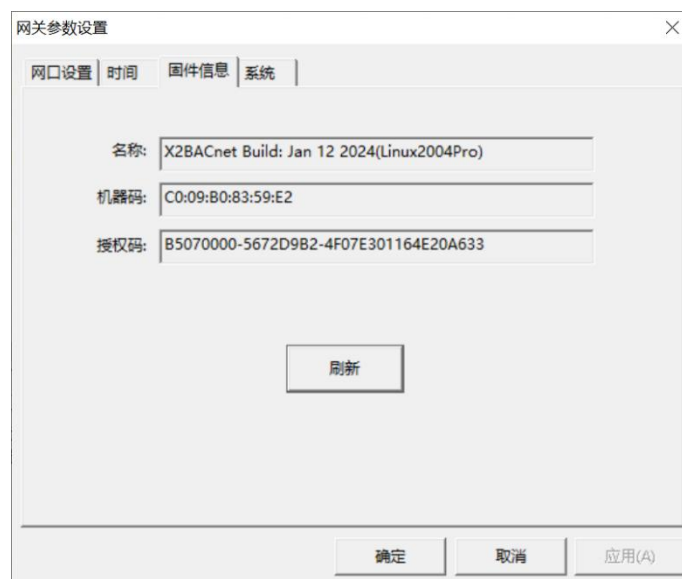 网关参数设置
网口设置 时间 固件信息 系统
名称: X2BACnet Build: Jan 12 2024(Linux2004Pro)
机器码: C0:09:B0:83:59:E2
授权码: B5070000-5672D9B2-4F07E301164E20A633
刷新
确定 取消 应用(A)